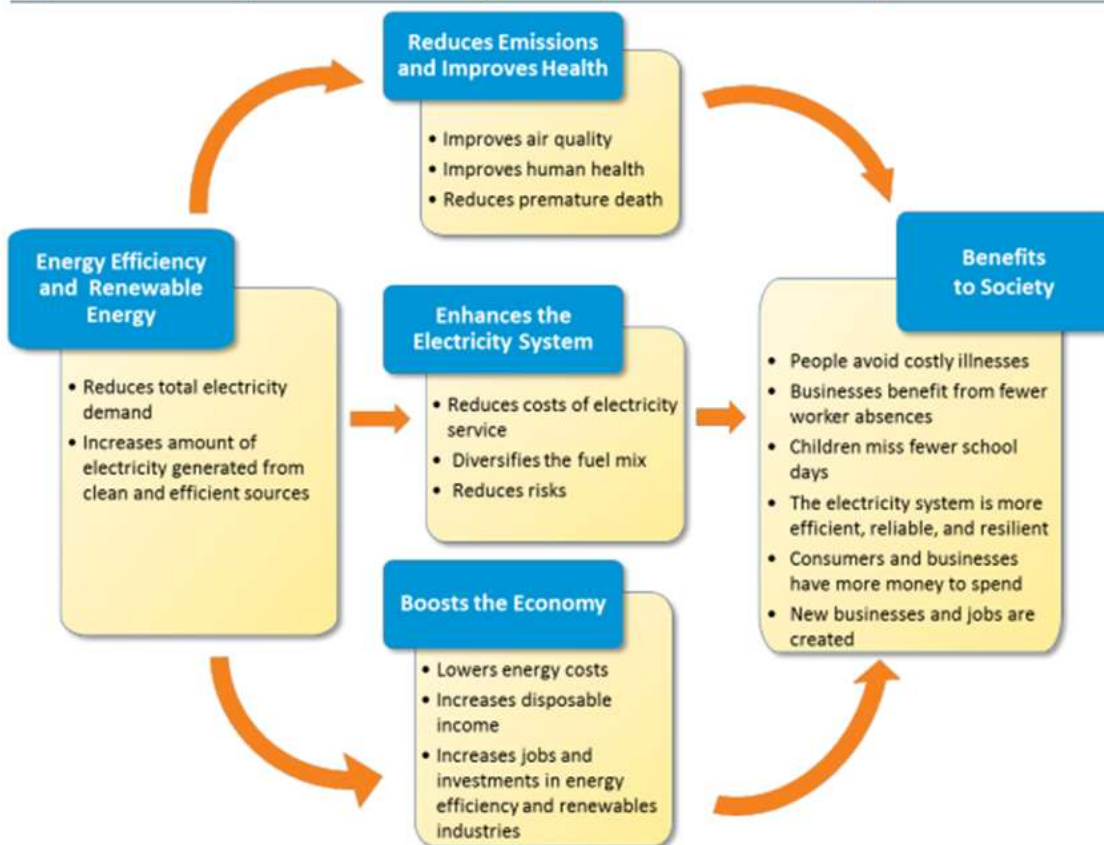 Reduces Emissions
and Improves Health
• Improves air quality
• Improves human health
• Reduces premature death
Energy Efficiency
and Renewable
Energy
• Reduces total electricity
demand
• Increases amount of
electricity generated from
clean and efficient sources
Enhances the
Electricity System
• Reduces costs of electricity
service
• Diversifies the fuel mix
• Reduces risks
Boosts the Economy
• Lowers energy costs
• Increases disposable
income
• Increases jobs and
investments in energy
efficiency and renewables
industries
Benefits
to Society
• People avoid costly illnesses
• Businesses benefit from fewer
worker absences
• Children miss fewer school
days
• The electricity system is more
efficient, reliable, and resilient
• Consumers and businesses
have more money to spend
• New businesses and jobs are
created